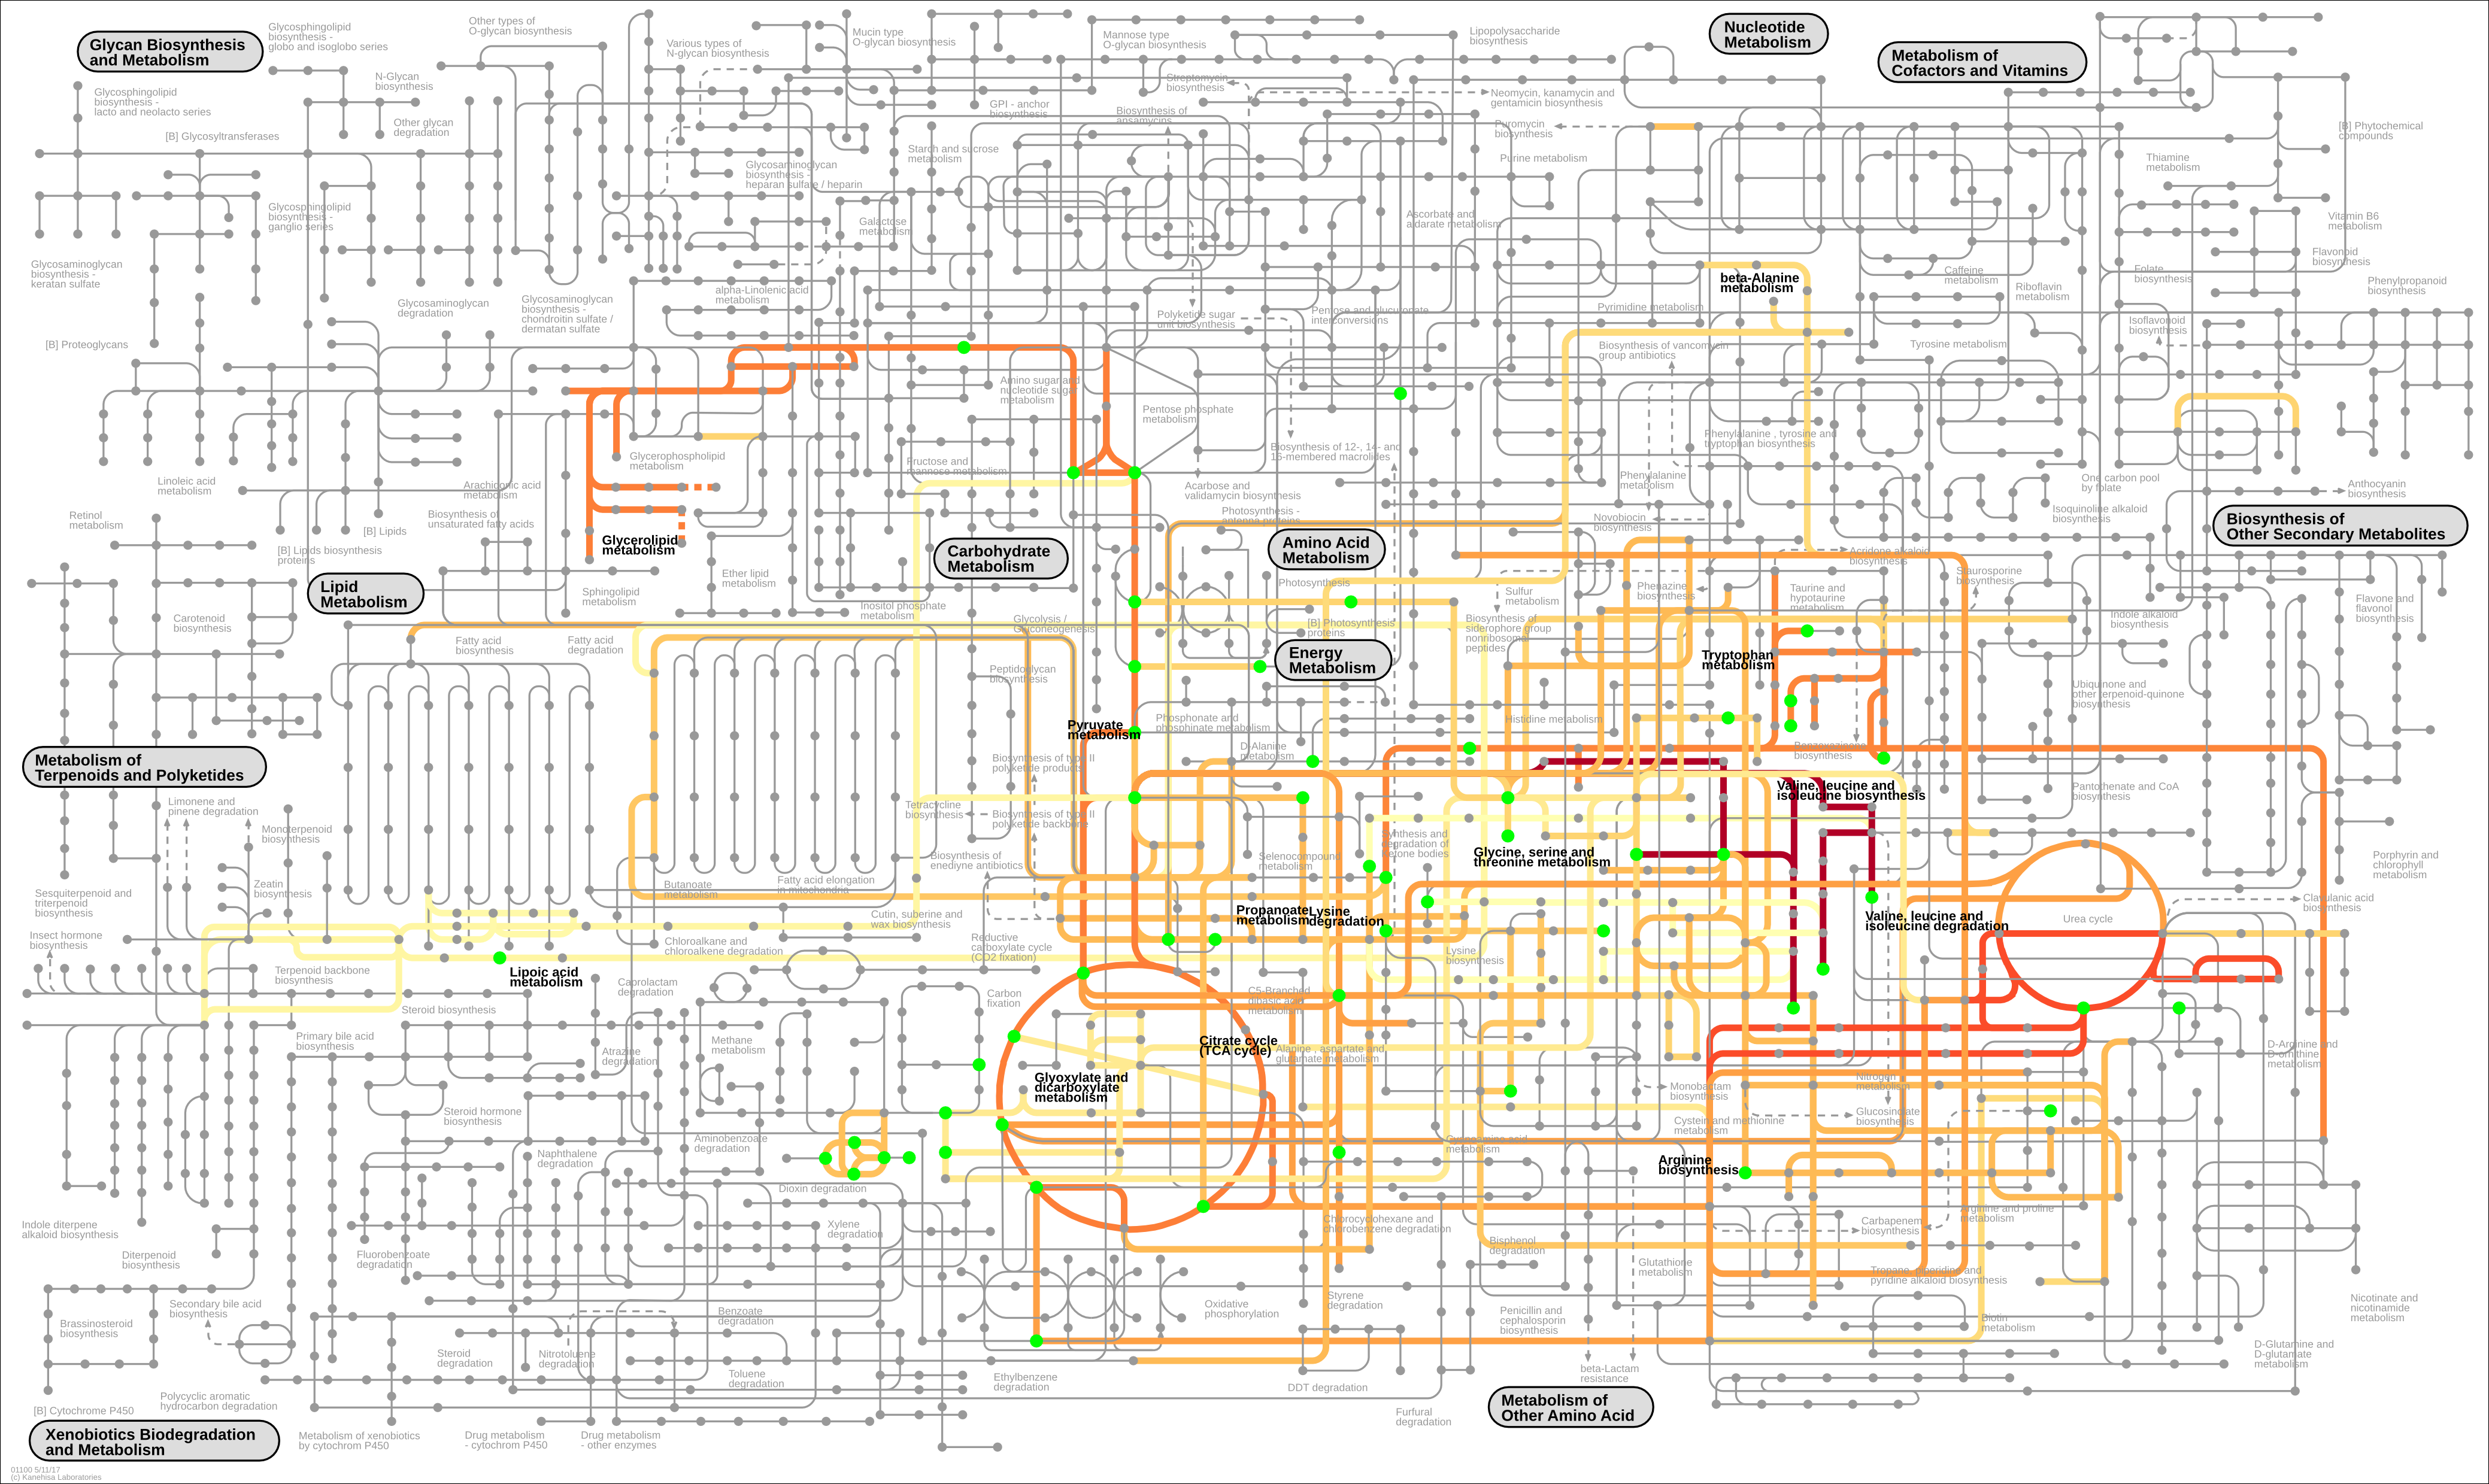 Glycan Biosynthesis
and Metabolism
Glycosphingolipid
biosynthesis -
globo and isoglobo series
Other types of
O-glycan biosynthesis
Various types of
N-glycan biosynthesis
Mucin type
O-glycan biosynthesis
Mannose type
O-glycan biosynthesis
Lipopolysaccharide
biosynthesis
Nucleotide
Metabolism
Metabolism of
Cofactors and Vitamins
N-Glycan
biosynthesis
Glycosphingolipid
biosynthesis -
lacto and neolacto series
Other glycan
degradation
[B] Glycosyltransferases
GPI - anchor
biosynthesis
Streptomycin
biosynthesis
Biosynthesis of
ansamycins
Neomycin, kanamycin and
gentamicin biosynthesis
Puromycin
biosynthesis
Purine metabolism
[B] Phytochemical
compounds
Thiamine
metabolism
Starch and sucrose
metabolism
Glycosaminoglycan
biosynthesis -
heparan sulfate / heparin
Glycosphingolipid
biosynthesis -
ganglio series
Galactose
metabolism
Ascorbate and
aldarate metabolism
Vitamin B6
metabolism
Flavonoid
biosynthesis
Glycosaminoglycan
biosynthesis -
keratan sulfate
Glycosaminoglycan
degradation
Glycosaminoglycan
biosynthesis -
chondroitin sulfate /
dermatan sulfate
alpha-Linolenic acid
metabolism
Polyketide sugar
unit biosynthesis
Pentose and glucuronate
interconversions
beta-Alanine
metabolism
Pyrimidine metabolism
Caffeine
metabolism
Riboflavin
metabolism
Folate
biosynthesis
Phenylpropanoid
biosynthesis
Isoflavonoid
biosynthesis
[B] Proteoglycans
Biosynthesis of vancomycin
group antibiotics
Tyrosine metabolism
Amino sugar and
nucleotide sugar
metabolism
Pentose phosphate
metabolism
Biosynthesis of 12-, 14- and
16-membered macrolides
Phenylalanine , tyrosine and
tryptophan biosynthesis
Glycerophospholipid
metabolism
Fructose and
mannose metabolism
Linoleic acid
metabolism
Arachidonic acid
metabolism
Acarbose and
validamycin biosynthesis
Phenylalanine
metabolism
One carbon pool
by folate
Anthocyanin
biosynthesis
Retinol
metabolism
Biosynthesis of
unsaturated fatty acids
[B] Lipids
Photosynthesis -
antenna proteins
Novobiocin
biosynthesis
Isoquinoline alkaloid
biosynthesis
Biosynthesis of
Other Secondary Metabolites
[B] Lipids biosynthesis
proteins
Glycerolipid
metabolism
Carbohydrate
Metabolism
Amino Acid
Metabolism
Acridone alkaloid
biosynthesis
Lipid
Metabolism
Sphingolipid
metabolism
Ether lipid
metabolism
Inositol phosphate
metabolism
Photosynthesis
Sulfur
metabolism
Phenazine
biosynthesis
Taurine and
hypotaurine
metabolism
Staurosporine
biosynthesis
Flavone and
flavonol
biosynthesis
Carotenoid
biosynthesis
Fatty acid
biosynthesis
Fatty acid
degradation
Glycolysis /
Gluconeogenesis
[B] Photosynthesis
proteins
Biosynthesis of
siderophore group
nonribosomal
peptides
Indole alkaloid
biosynthesis
Energy
Metabolism
Tryptophan
metabolism
Peptidoglycan
biosynthesis
Ubiquinone and
other terpenoid-quinone
biosynthesis
Pyruvate
metabolism
Phosphonate and
phosphinate metabolism
Histidine metabolism
D-Alanine
metabolism
Benzoxazinone
biosynthesis
Metabolism of
Terpenoids and Polyketides
Biosynthesis of type II
polyketide products
Valine, leucine and
isoleucine biosynthesis
Pantothenate and CoA
biosynthesis
Limonene and
pinene degradation
Monoterpenoid
biosynthesis
Tetracycline
biosynthesis
Biosynthesis of type II
polyketide backbone
Synthesis and
degradation of
ketone bodies
Biosynthesis of
enediyne antibiotics
Selenocompound
metabolism
Glycine, serine and
threonine metabolism
Porphyrin and
chlorophyll
metabolism
Sesquiterpenoid and
triterpenoid
biosynthesis
Zeatin
biosynthesis
Butanoate
metabolism
Fatty acid elongation
in mitochondria
Clavulanic acid
biosynthesis
Cutin, suberine and
wax biosynthesis
Propanoate
metabolism
Lysine
degradation
Valine, leucine and
isoleucine degradation
Urea cycle
Insect hormone
biosynthesis
Chloroalkane and
chloroalkene degradation
Reductive
carboxylate cycle
(CO2 fixation)
Lysine
biosynthesis
Terpenoid backbone
biosynthesis
Lipoic acid
metabolism
Caprolactam
degradation
Carbon
fixation
C5-Branched
dibasic acid
metabolism
Steroid biosynthesis
Primary bile acid
biosynthesis
Atrazine
degradation
Methane
metabolism
Citrate cycle
(TCA cycle)
Alanine , aspartate and
glutamate metabolism
D-Arginine and
D-ornithine
metabolism
Glyoxylate and
dicarboxylate
metabolism
Monobactam
biosynthesis
Nitrogen
metabolism
Steroid hormone
biosynthesis
Glucosinolate
biosynthesis
Cystein and methionine
metabolism
Aminobenzoate
degradation
Cyanoamino acid
metabolism
Naphthalene
degradation
Arginine
biosynthesis
Dioxin degradation
Indole diterpene
alkaloid biosynthesis
Xylene
degradation
Chlorocyclohexane and
chlorobenzene degradation
Carbapenem
biosynthesis
Arginine and proline
metabolism
Diterpenoid
biosynthesis
Fluorobenzoate
degradation
Bisphenol
degradation
Glutathione
metabolism
Tropane, piperidine and
pyridine alkaloid biosynthesis
Secondary bile acid
biosynthesis
Brassinosteroid
biosynthesis
Benzoate
degradation
Oxidative
phosphorylation
Styrene
degradation
Penicillin and
cephalosporin
biosynthesis
Biotin
metabolism
Nicotinate and
nicotinamide
metabolism
Steroid
degradation
Nitrotoluene
degradation
Toluene
degradation
Ethylbenzene
degradation
DDT degradation
beta-Lactam
resistance
D-Glutamine and
D-glutamate
metabolism
Polycyclic aromatic
hydrocarbon degradation
[B] Cytochrome P450
Furfural
degradation
Metabolism of
Other Amino Acid
Xenobiotics Biodegradation
and Metabolism
Metabolism of xenobiotics
by cytochrom P450
Drug metabolism
- cytochrom P450
Drug metabolism
- other enzymes
01100 5/11/17
(c) Kanehisa Laboratories